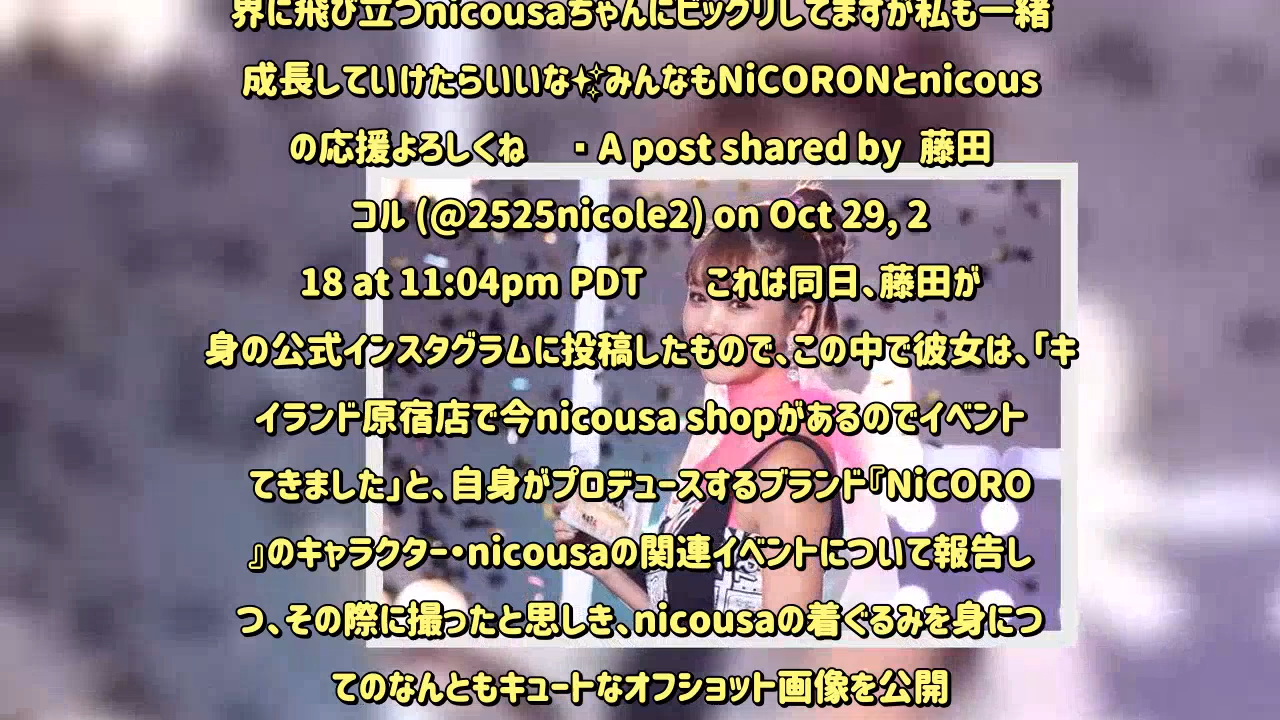 界に飛び立つnicousaちゃんにビックリしてますが私も一緒
成長していけたらいいな✨みんなもNiCORONとnicous
の応援よろしくね　・A post shared by 藤田
コル (@2525nicole2) on Oct 29, 2
18 at 11:04pm PDT　　これは同日、藤田が
身の公式インスタグラムに投稿したもので、この中で彼女は、「キ
イランド原宿店で今nicousa shopがあるのでイベント
てきました」と、自身がプロデュースするブランド『NiCORO
』のキャラクター・nicousaの関連イベントについて報告し
つ、その際に撮ったと思しき、nicousaの着ぐるみを身につ
てのなんともキュートなオフショット画像を公開